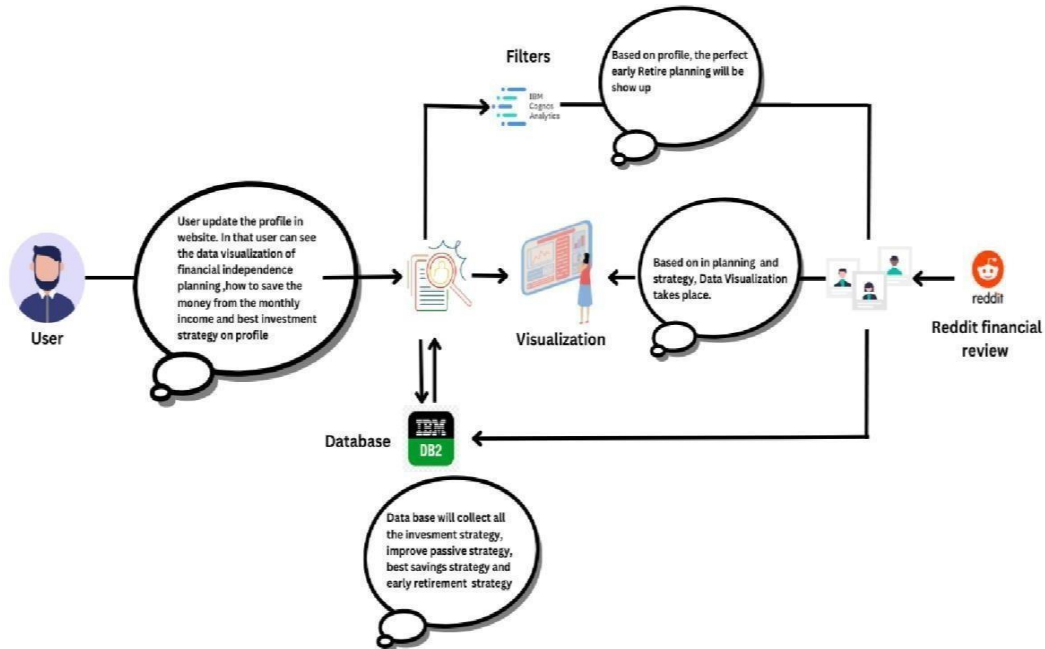 Filters
IBM
Cognos
Analytics
Based on profile, the perfect
early Retire planning will be
show up
User update the profile in
website. In that user can see
the data visualization of
financial independence
planning ,how to save the
money from the monthly
income and best investment
strategy on profile
User
Visualization
Based on in planning and
strategy, Data Visualization
takes place.
reddit
Reddit financial
review
Database
IBM
DB2
Data base will collect all
the invesment strategy,
improve passive strategy,
best savings strategy and
early retirement strategy